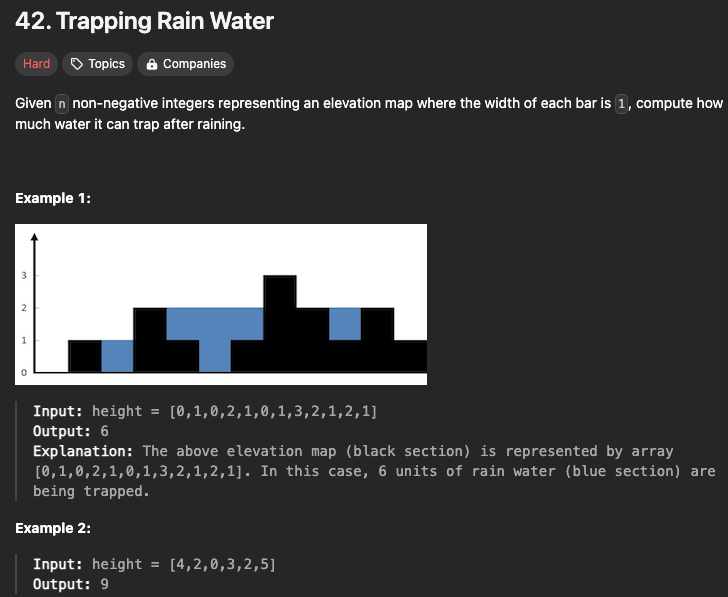 42. Trapping Rain Water
Hard Topics Companies
Given n non-negative integers representing an elevation map where the width of each bar is 1, compute how
much water it can trap after raining.
Example 1:
3
2
1
0
Input: height = [0,1,0,2,1,0,1,3,2,1,2,1]
Output: 6
Explanation: The above elevation map (black section) is represented by array
[0,1,0,2,1,0,1,3,2,1,2,1]. In this case, 6 units of rain water (blue section) are
being trapped.
Example 2:
Input: height = [4,2,0,3,2,5]
Output: 9